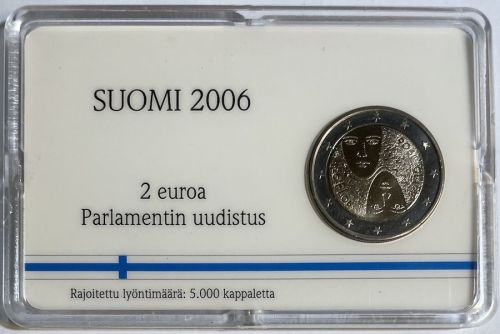 SUOMI 2006
2 euroa
Parlamentin uudistus
Rajoitettu lyöntimäärä: 5.000 kappaletta